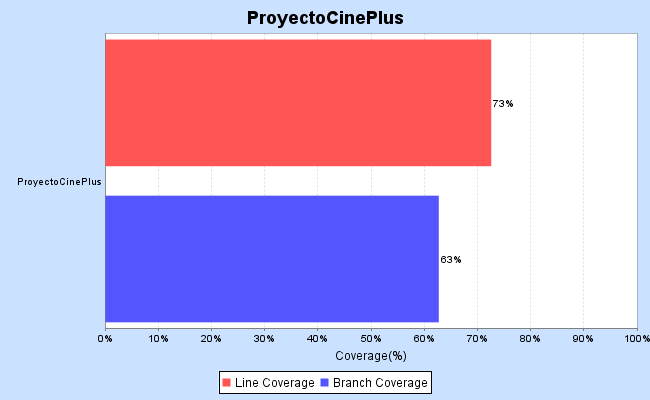 ProyectoCinePlus
73%
ProyectoCinePlus
63%
0% 10% 20% 30% 40% 50% 60% 70% 80% 90% 100%
Coverage(%)
Line Coverage Branch Coverage